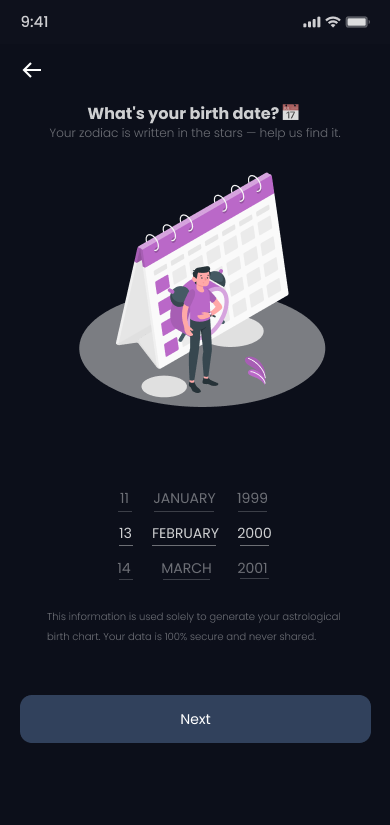 9:41
What's your birth date? 📅
Your zodiac is written in the stars — help us find it.
11 JANUARY 1999
13 FEBRUARY 2000
14 MARCH 2001
This information is used solely to generate your astrological
birth chart. Your data is 100% secure and never shared.
Next